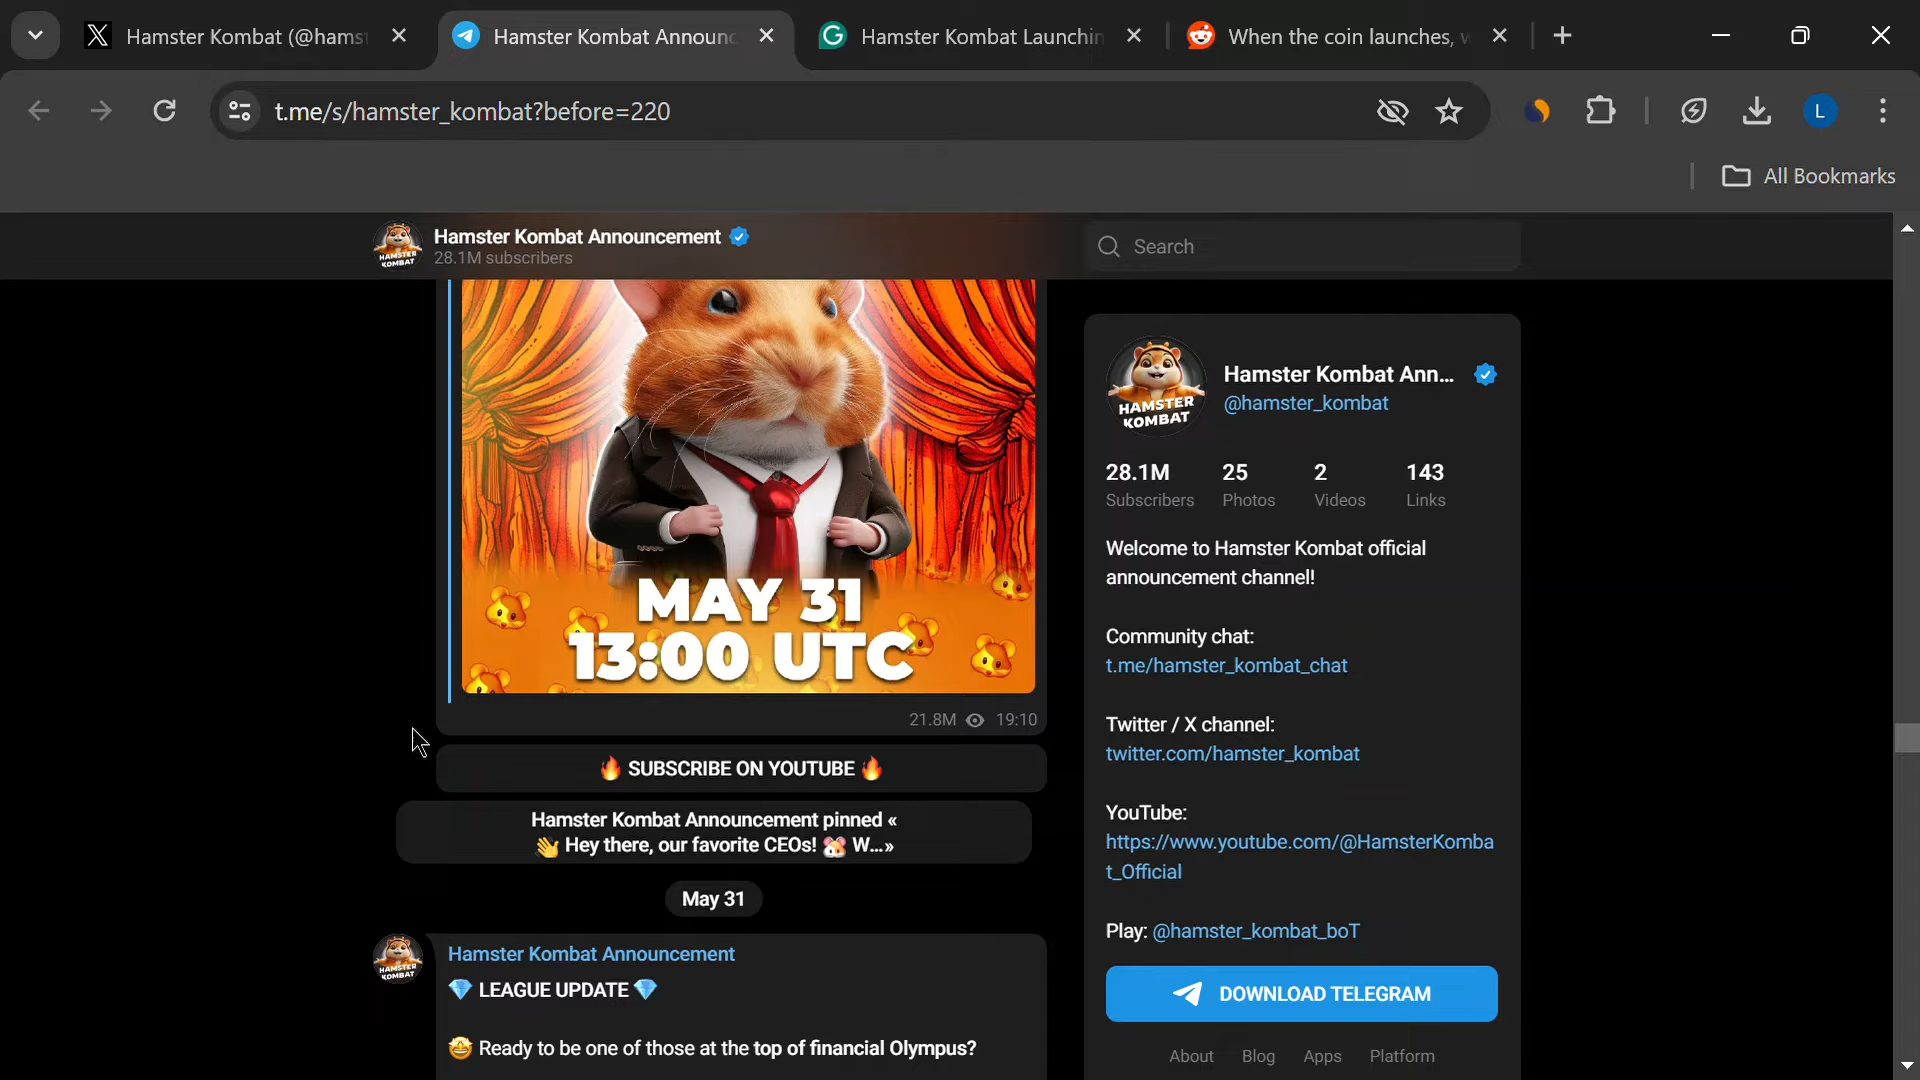 Hamster Kombat (@hams
Hamster Kombat Announc
Hamster Kombat Launchin
When the coin launches, w
t.me/s/hamster_kombat?before=220
L
All Bookmarks
Hamster Kombat Announcement
28.1M subscribers
Search
MAY 31
13:00 UTC
21.8M 19:10
🔥 SUBSCRIBE ON YOUTUBE 🔥
Hamster Kombat Announcement pinned «
👋 Hey there, our favorite CEOs! 🐹 W...»
May 31
HAMSTER
KOMBAT
Hamster Kombat Announcement
💎 LEAGUE UPDATE 💎
🤩 Ready to be one of those at the top of financial Olympus?
HAMSTER
KOMBAT
Hamster Kombat Ann...
@hamster_kombat
28.1M 25 2 143
Subscribers Photos Videos Links
Welcome to Hamster Kombat official
announcement channel!
Community chat:
t.me/hamster_kombat_chat
Twitter / X channel:
twitter.com/hamster_kombat
YouTube:
https://www.youtube.com/@HamsterKomba
t_Official
Play: @hamster_kombat_boT
DOWNLOAD TELEGRAM
About Blog Apps Platform